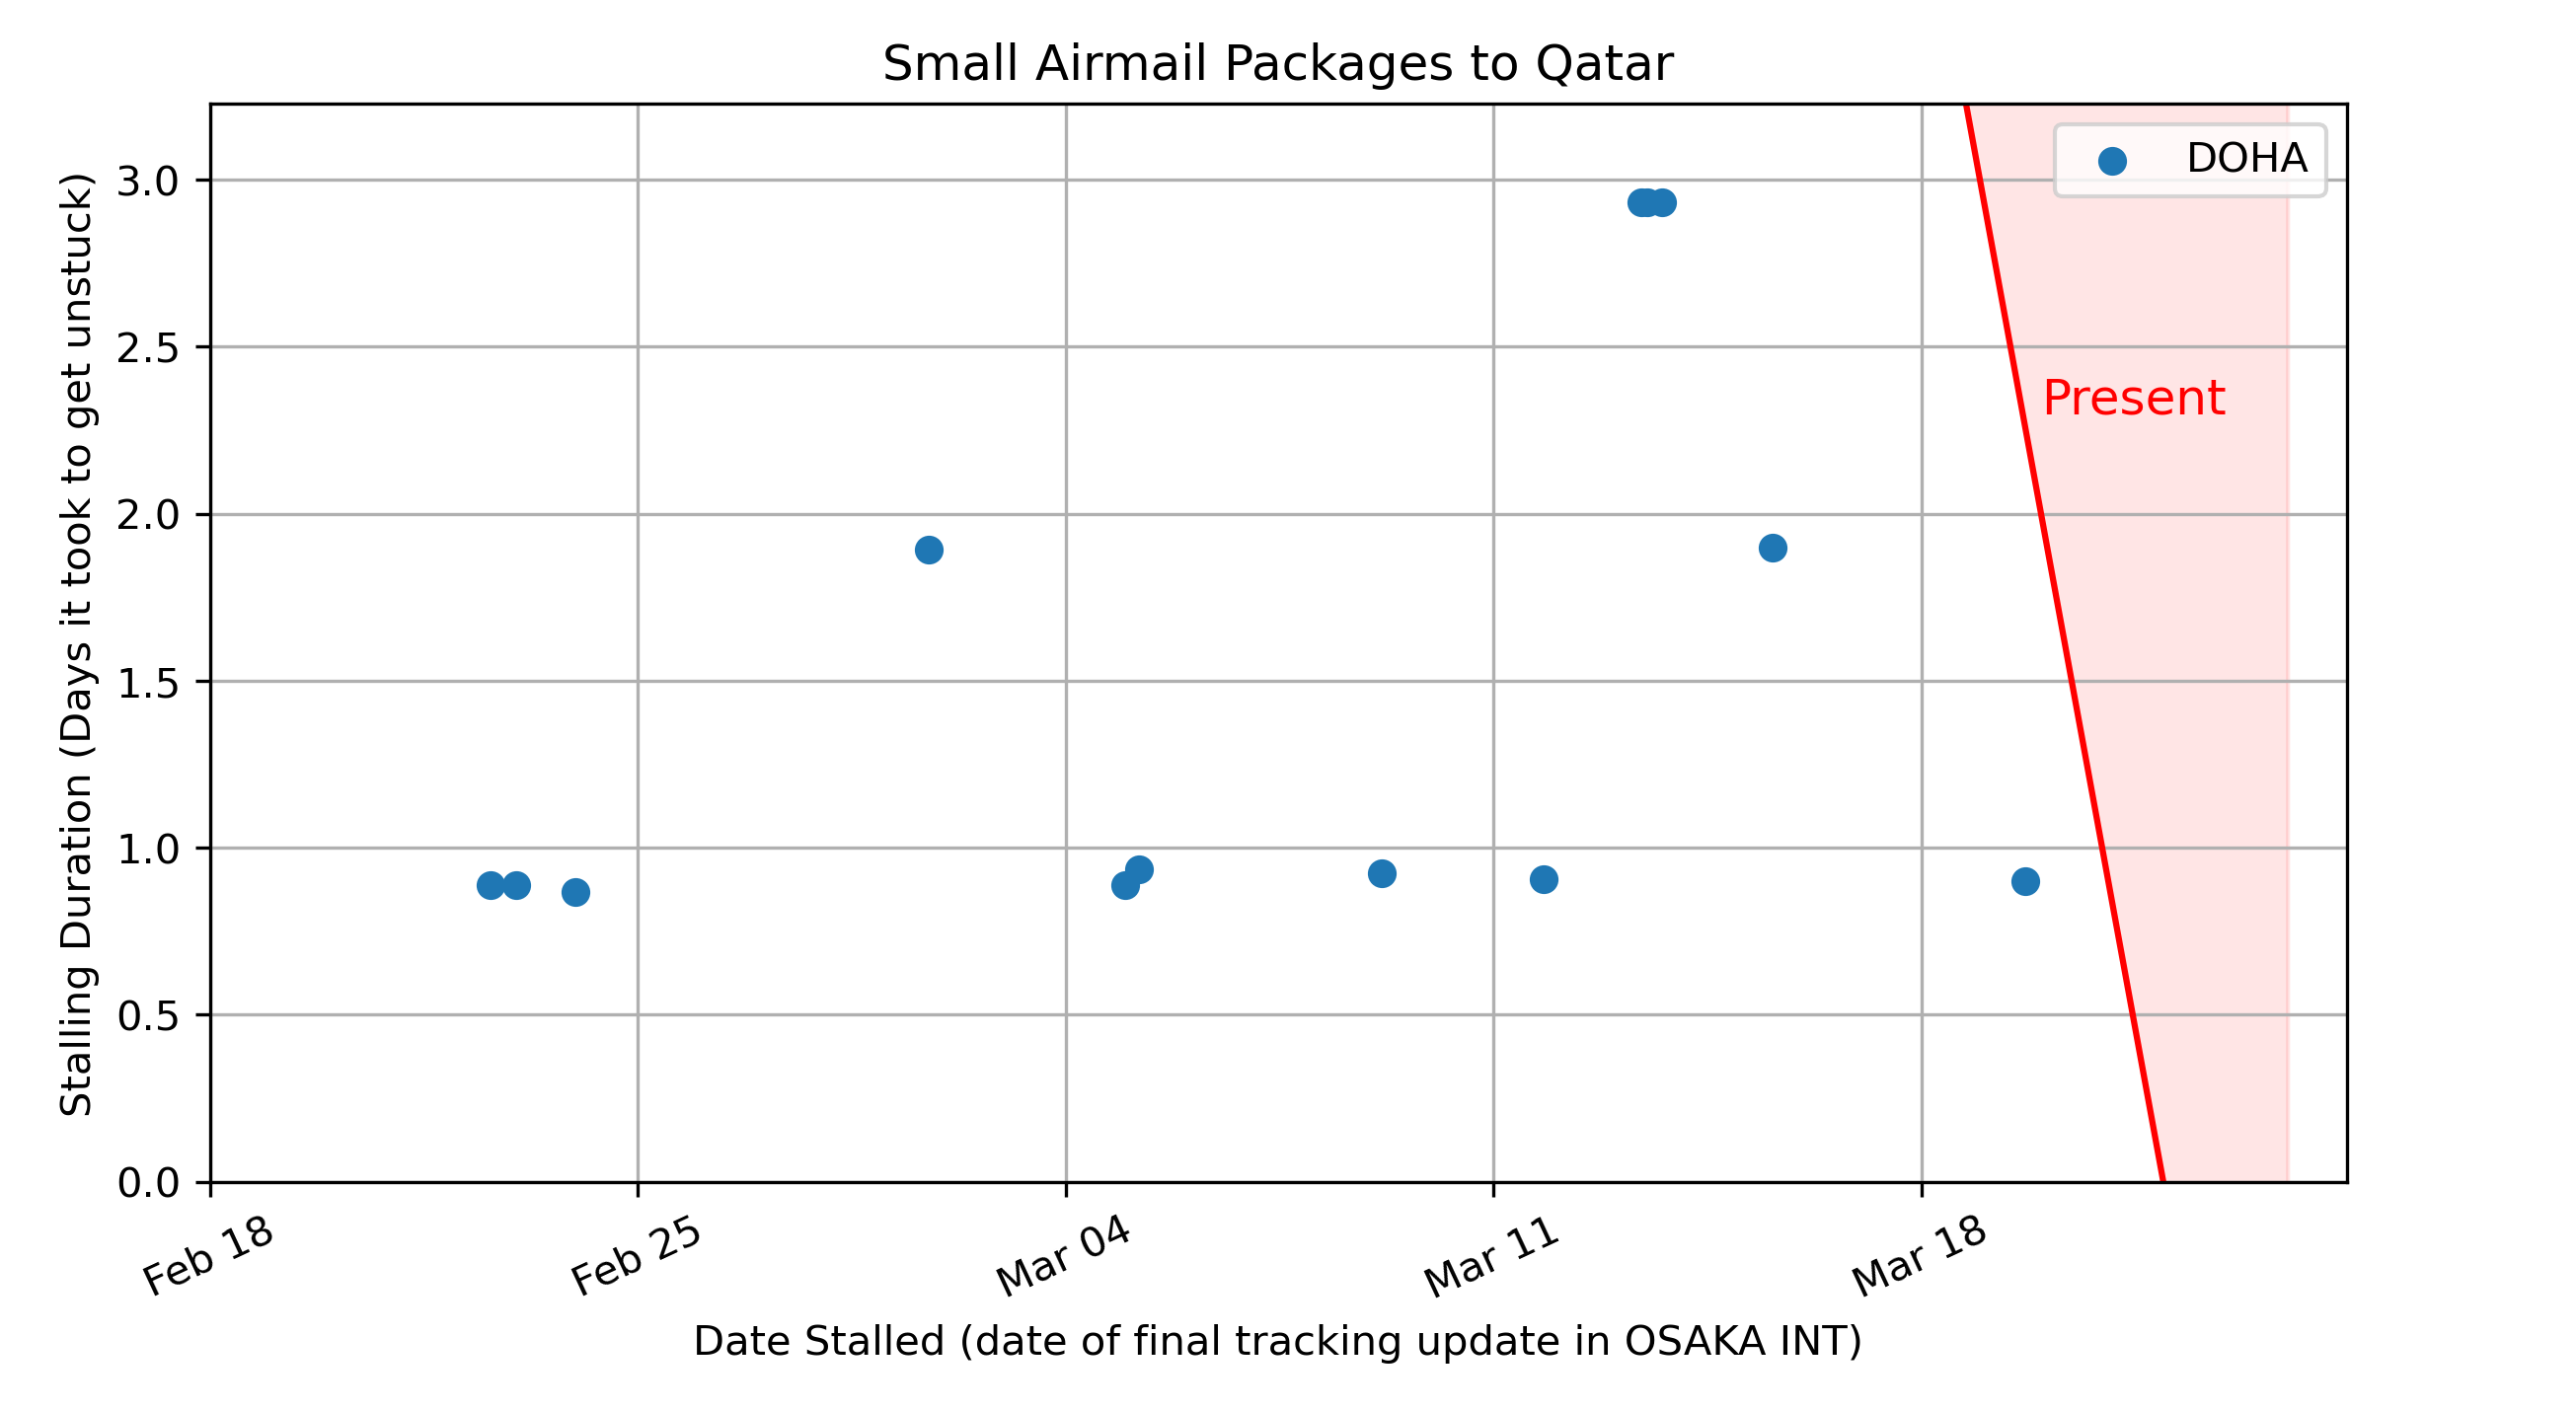 Small Airmail Packages to Qatar
DOHA
Present
Stalling Duration (Days it took to get unstuck)
3.0
2.5
2.0
1.5
1.0
0.5
0.0
Feb 18
Feb 25
Mar 04
Mar 11
Mar 18
Date Stalled (date of final tracking update in OSAKA INT)